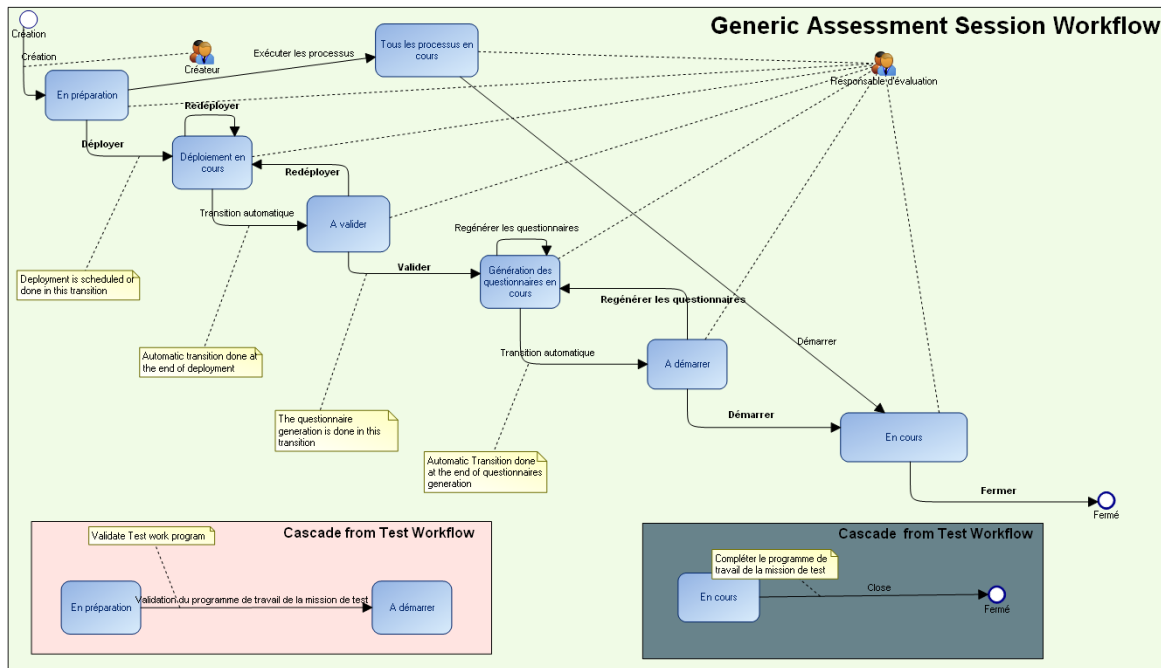 Generic Assessment Session Workflow
Création
Création
Créateur
Exécuter les processus
Tous les processus en
cours
Responsable d'évaluation
En préparation
Redéployer
Déployer
Déploiement en
cours
Redéployer
Transition automatique
A valider
Regénérer les questionnaires
Valider
Génération des
questionnaires en
cours
Deployment is scheduled or
done in this transition
Regénérer les questionnaires
Démarrer
Automatic transition done at
the end of deployment
Transition automatique
A démarrer
The questionnaire
generation is done in this
transition
Démarrer
En cours
Automatic Transition done
at the end of questionnaires
generation
Fermer
Fermé
Cascade from Test Workflow
Validate Test work program
En préparation
Validation du programme de travail de la mission de test
A démarrer
Cascade from Test Workflow
Compléter le programme de
travail de la mission de test
En cours
Close
Fermé